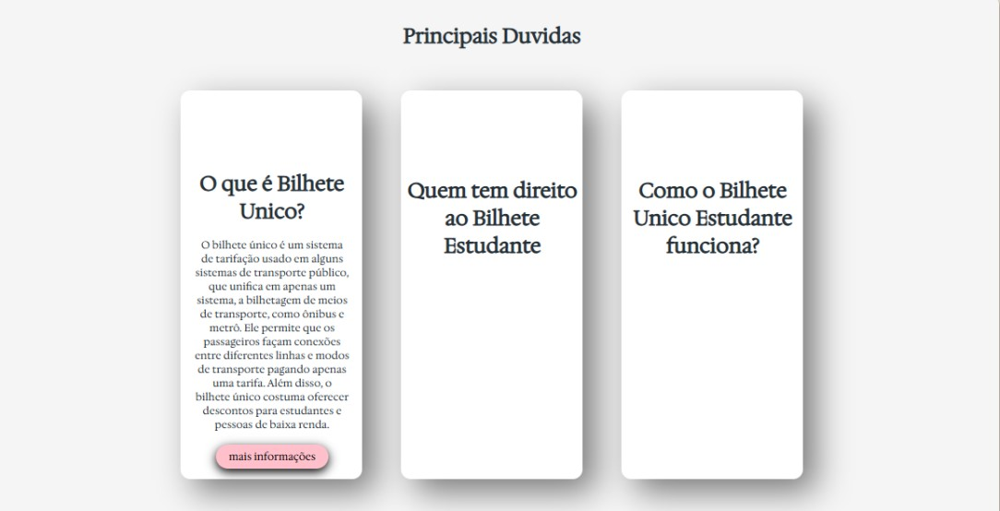 Principais Duvidas
O que é Bilhete
Unico?
O bilhete único é um sistema
de tarifação usado em alguns
sistemas de transporte público,
que unifica em apenas um
sistema, a bilhetagem de meios
de transporte, como ônibus e
metrô. Ele permite que os
passageiros façam conexões
entre diferentes linhas e modos
de transporte pagando apenas
uma tarifa. Além disso, o
bilhete único costuma oferecer
descontos para estudantes e
pessoas de baixa renda.
mais informações
Quem tem direito
ao Bilhete
Estudante
Como o Bilhete
Unico Estudante
funciona?